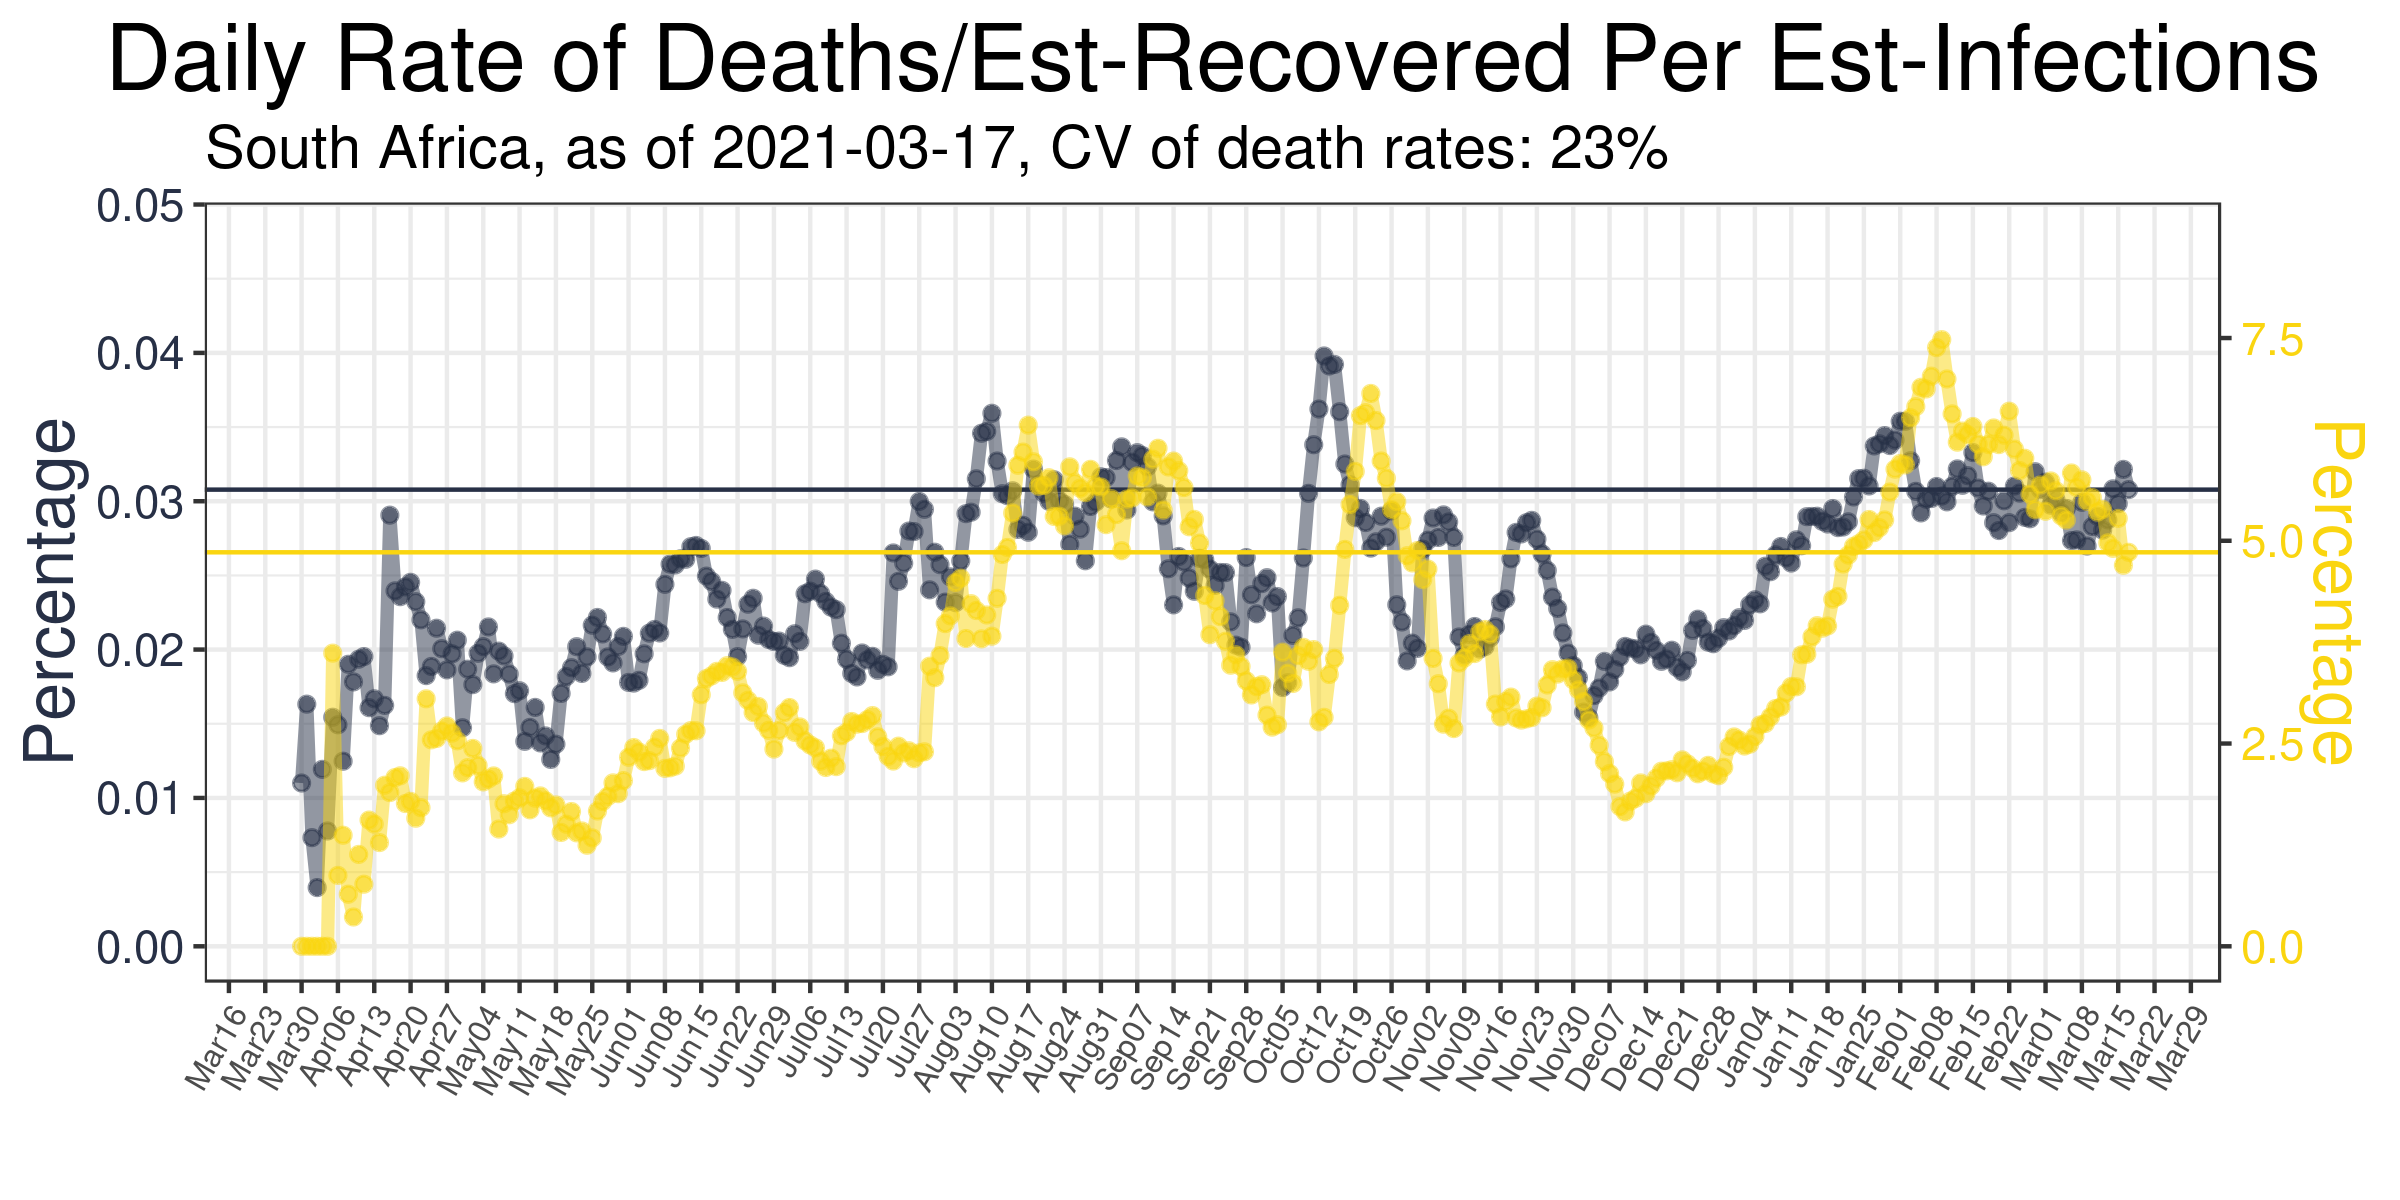 Daily Rate of Deaths/Est-Recovered Per Est-Infections
South Africa, as of 2021-03-17, CV of death rates: 23%
Percentage
0.05
0.04
0.03
0.02
0.01
0.00
7.5
5.0
2.5
0.0
Percentage
Mar16 Mar23 Mar30 Apr06 Apr13 Apr20 Apr27 May04 May11 May18 May25 Jun01 Jun08 Jun15 Jun22 Jun29 Jul06 Jul13 Jul20 Jul27 Aug03 Aug10 Aug17 Aug24 Aug31 Sep07 Sep14 Sep21 Sep28 Oct05 Oct12 Oct19 Oct26 Nov02 Nov09 Nov16 Nov23 Nov30 Dec07 Dec14 Dec21 Dec28 Jan04 Jan11 Jan18 Jan25 Feb01 Feb08 Feb15 Feb22 Mar01 Mar08 Mar15 Mar22 Mar29